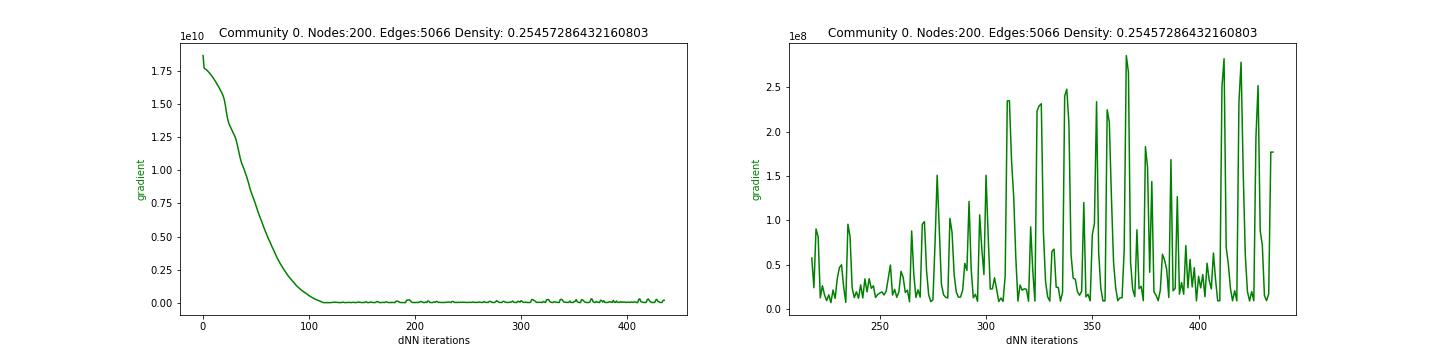 Community 0. Nodes:200. Edges:5066 Density: 0.25457286432160803
1e10
1.75
1.50
1.25
1.00
0.75
0.50
0.25
0.00
gradient
0 100 200 300 400
dNN iterations
Community 0. Nodes:200. Edges:5066 Density: 0.25457286432160803
1e8
2.5
2.0
1.5
1.0
0.5
0.0
gradient
250 300 350 400
dNN iterations